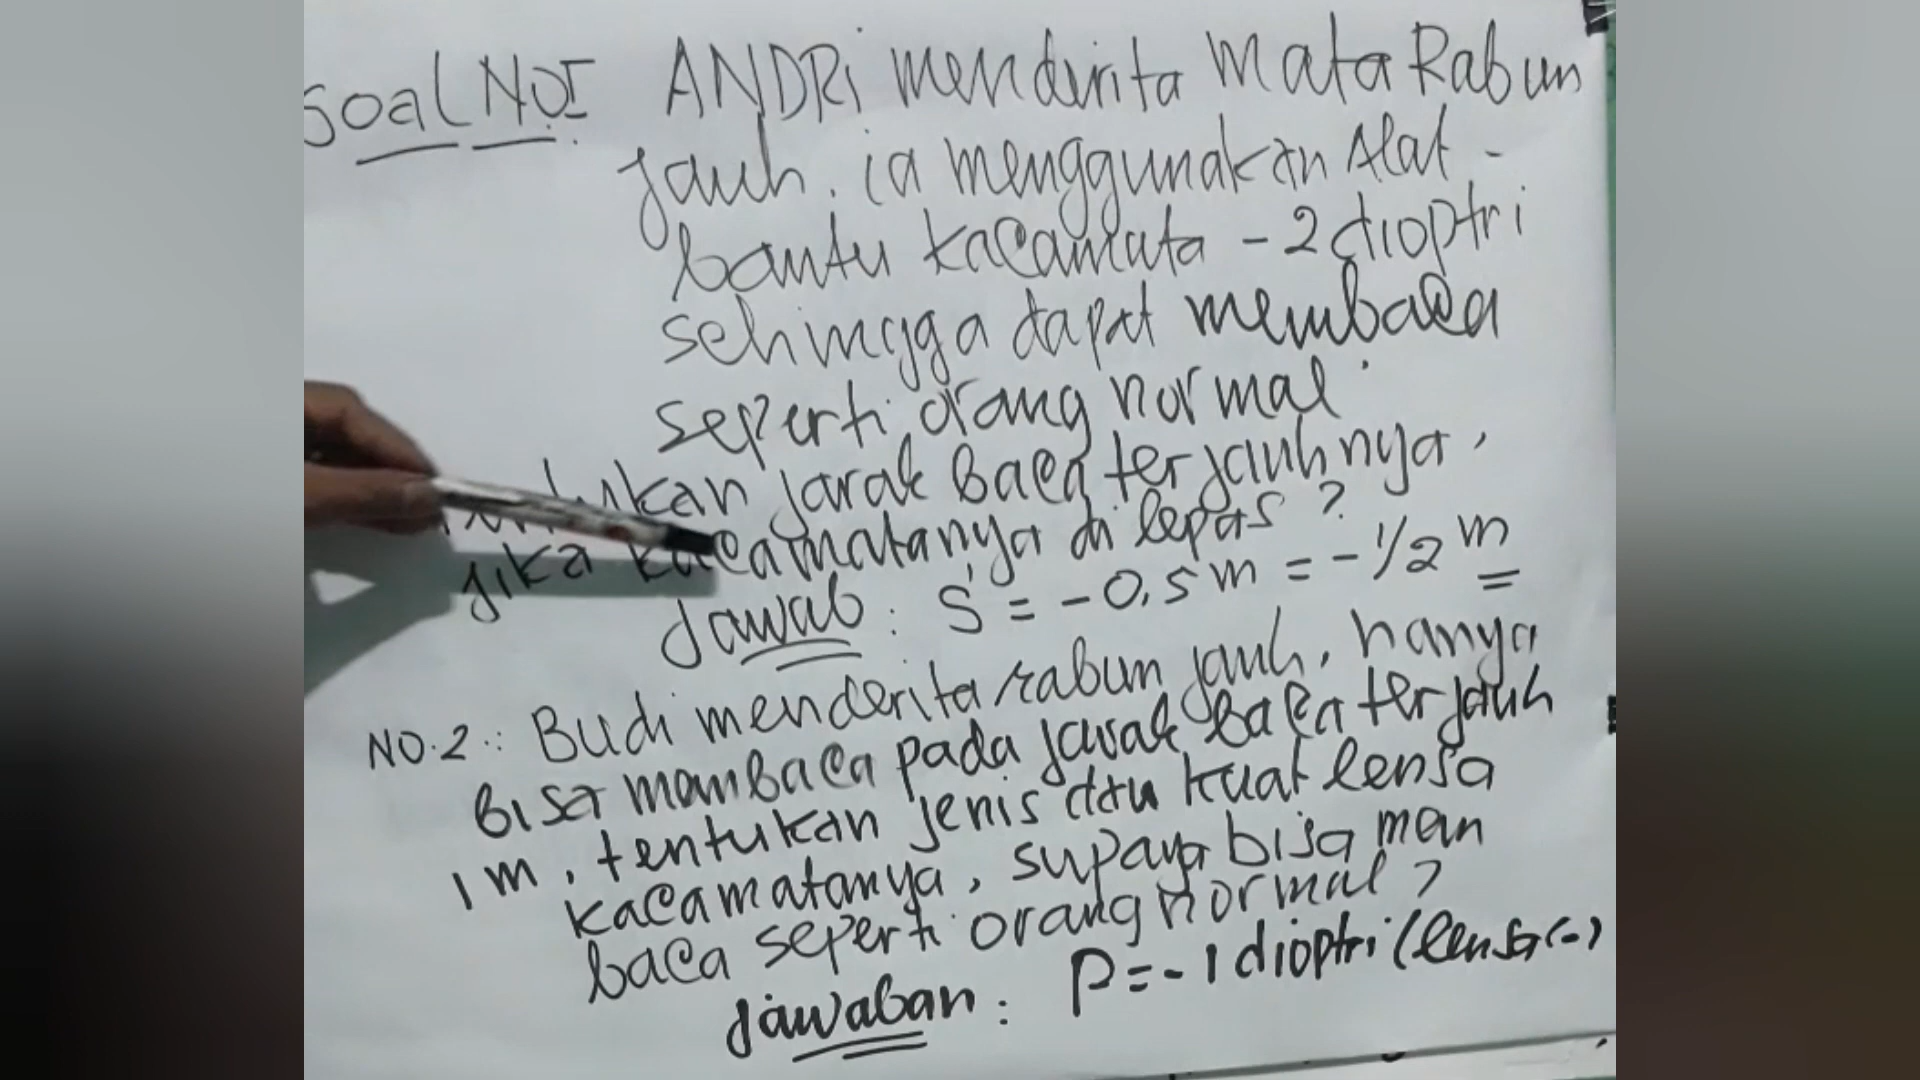 Soal NO I ANDRi menderita mata Rabun
jauh. ia menggunakan Alat -
bantu kacamata - 2 dioptri
sehingga dapat membaca
seperti orang normal.
jarak Baca terjauhnya,
jika kacamatanya di lepas ?
Jawab : S' = - 0,5 m = - 1/2 m
NO.2 : Budi menderita rabun jauh, hanya
Bisa mambaca pada jarak baca terjauh
1 m, tentukan jenis dan kuat lensa
kacamatanya, supaya bisa mem
baca seperti orang normal ?
Jawaban : P = - 1 dioptri (lensa (-)